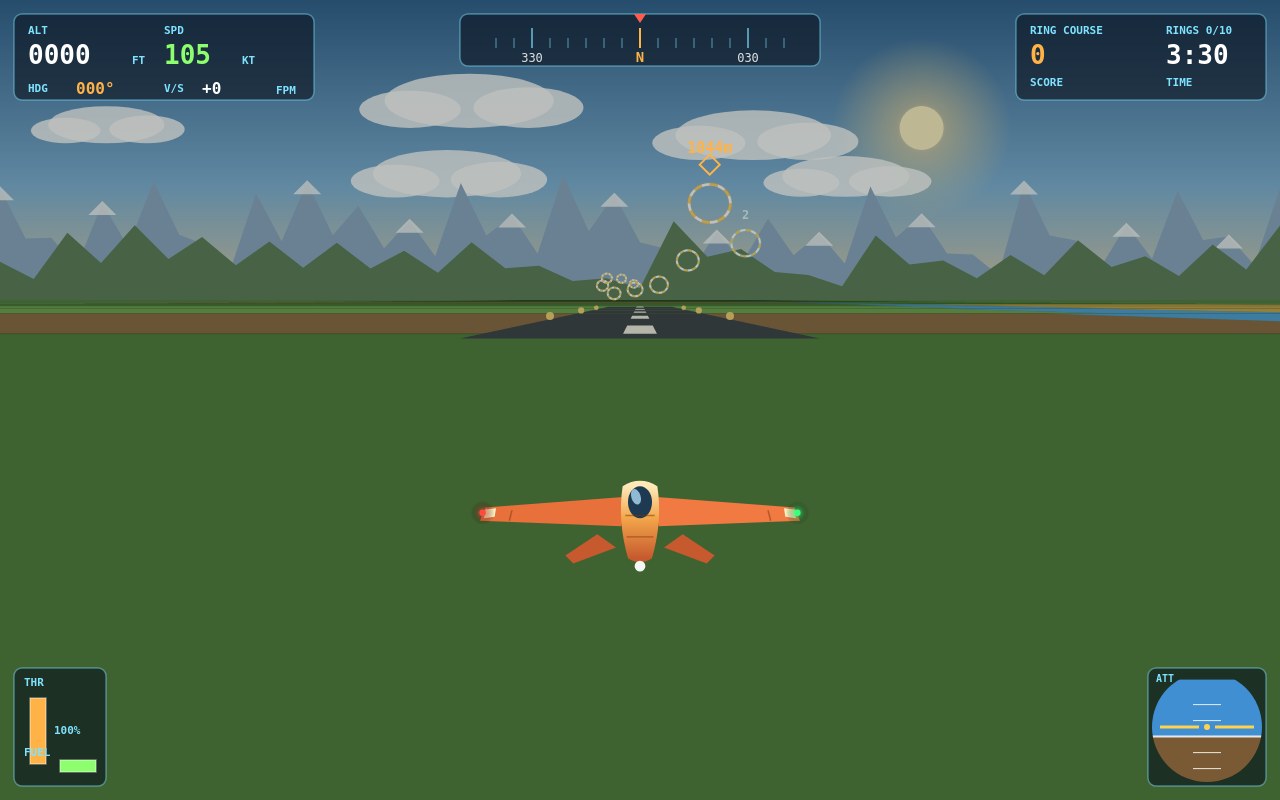 ALT SPD
0000 FT 105 KT
HDG 000° V/S +0 FPM
330 N 030
RING COURSE RINGS 0/10
0 3:30
SCORE TIME
2
THR
100%
FUEL
ATT